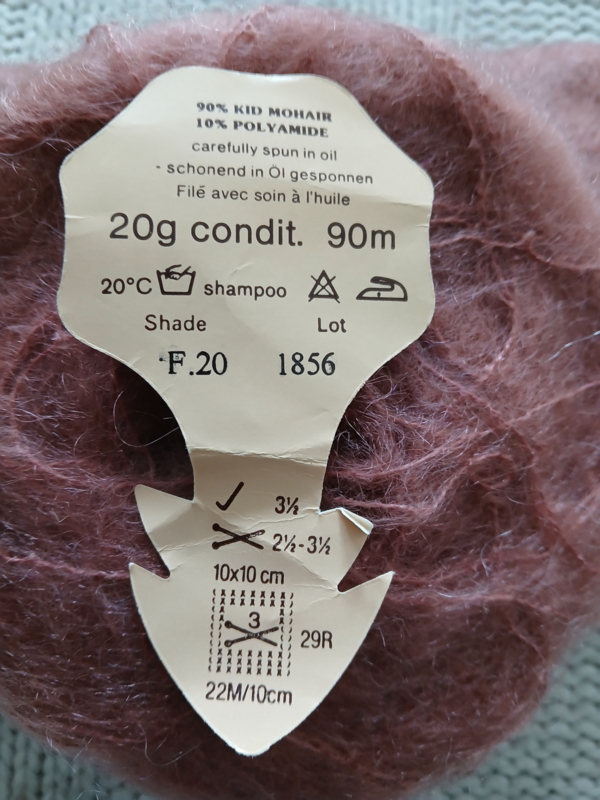 90% KID MOHAIR
10% POLYAMIDE
carefully spun in oil
- schonend in Öl gesponnen
Filé avec soin à l'huile
20g condit. 90m
20°C shampoo
Shade Lot
F.20 1856
3½
2½-3½
10x10 cm
3
29R
22M/10cm